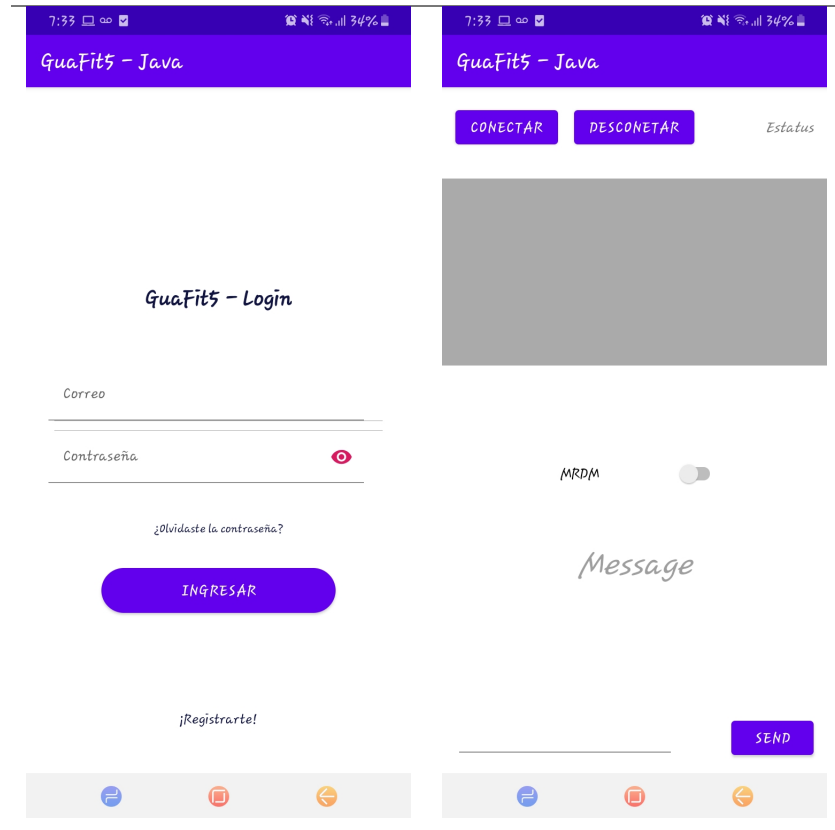 7:33 34%
GuaFit5 - Java
GuaFit5 - Login
Correo
Contraseña
¿Olvidaste la contraseña?
INGRESAR
¡Registrarte!
7:33 34%
GuaFit5 - Java
CONECTAR DESCONETAR Estatus
MRDM
Message
SEND